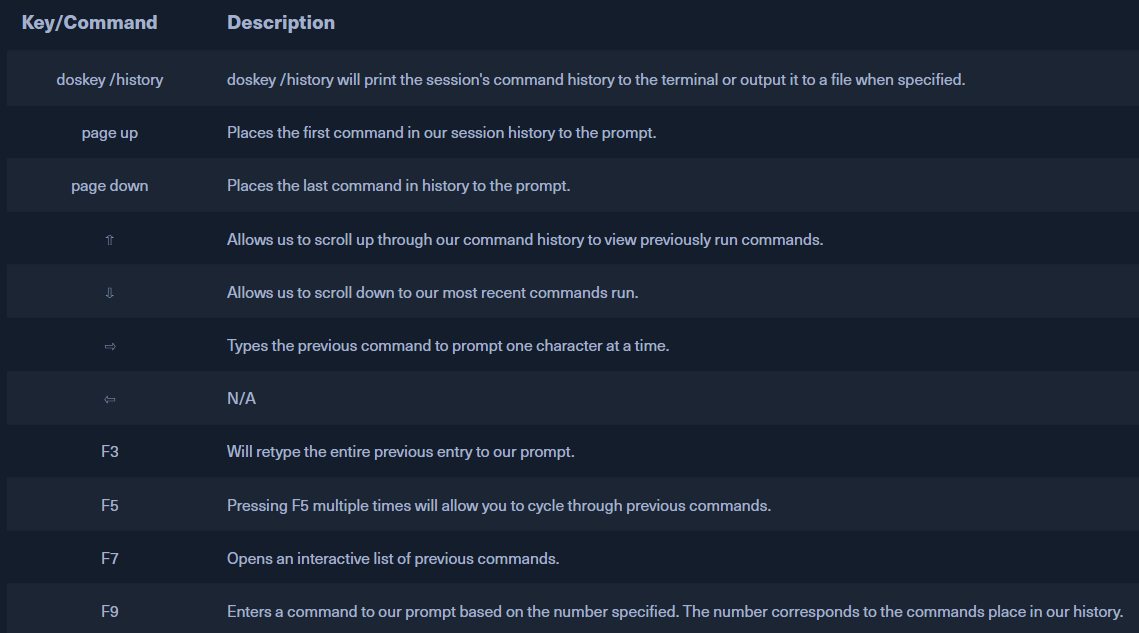 Key/Command Description
doskey /history doskey /history will print the session's command history to the terminal or output it to a file when specified.
page up Places the first command in our session history to the prompt.
page down Places the last command in history to the prompt.
⇧ Allows us to scroll up through our command history to view previously run commands.
⇩ Allows us to scroll down to our most recent commands run.
⇨ Types the previous command to prompt one character at a time.
⇦ N/A
F3 Will retype the entire previous entry to our prompt.
F5 Pressing F5 multiple times will allow you to cycle through previous commands.
F7 Opens an interactive list of previous commands.
F9 Enters a command to our prompt based on the number specified. The number corresponds to the commands place in our history.